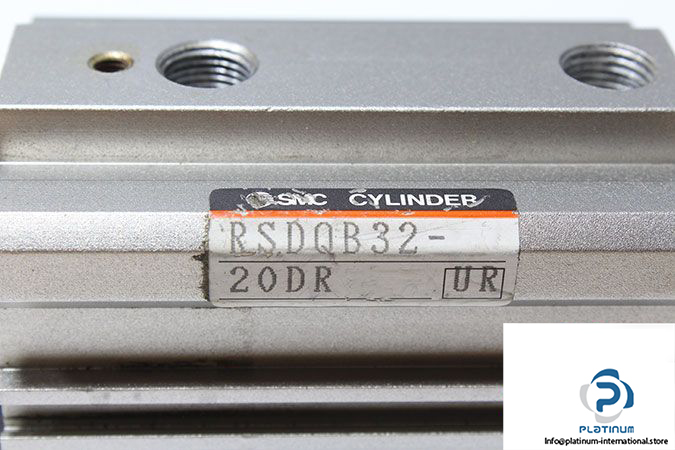 SMC CYLINDER
RSDQB32-
20DR UR
PLATINUM
info@platinum-international.store